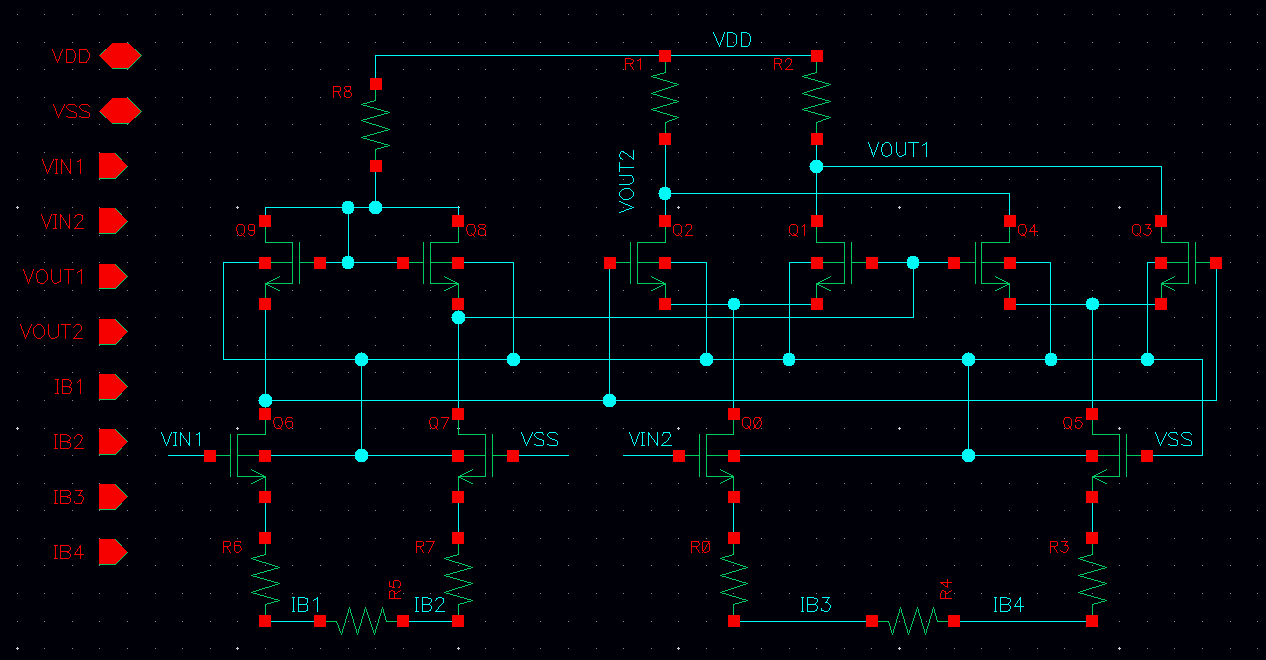 VDD
VSS
VIN1
VIN2
VOUT1
VOUT2
IB1
IB2
IB3
IB4
VDD
R8
R1
R2
VOUT2
VOUT1
Q9
Q8
Q2
Q1
Q4
Q3
VIN1
Q6
Q7
VSS
VIN2
Q0
Q5
VSS
R6
R7
R0
R3
IB1
R5
IB2
IB3
R4
IB4